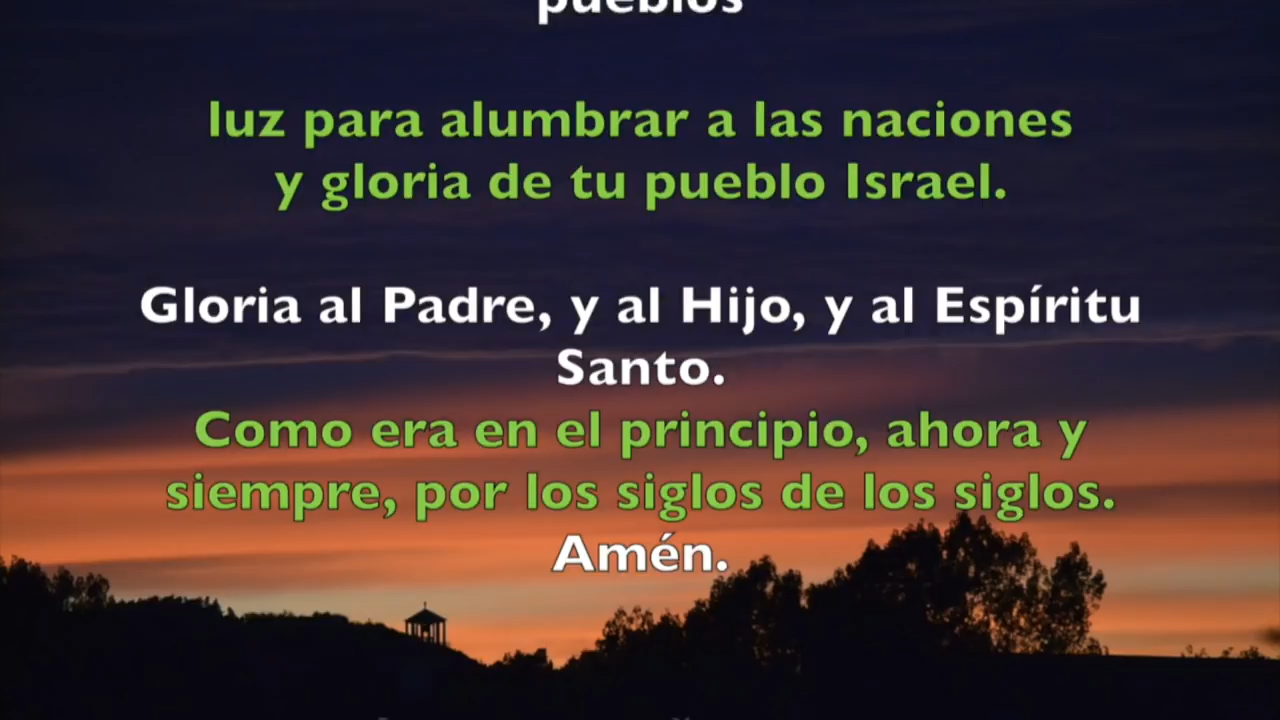 pueblos
luz para alumbrar a las naciones
y gloria de tu pueblo Israel.
Gloria al Padre, y al Hijo, y al Espíritu
Santo.
Como era en el principio, ahora y
siempre, por los siglos de los siglos.
Amén.